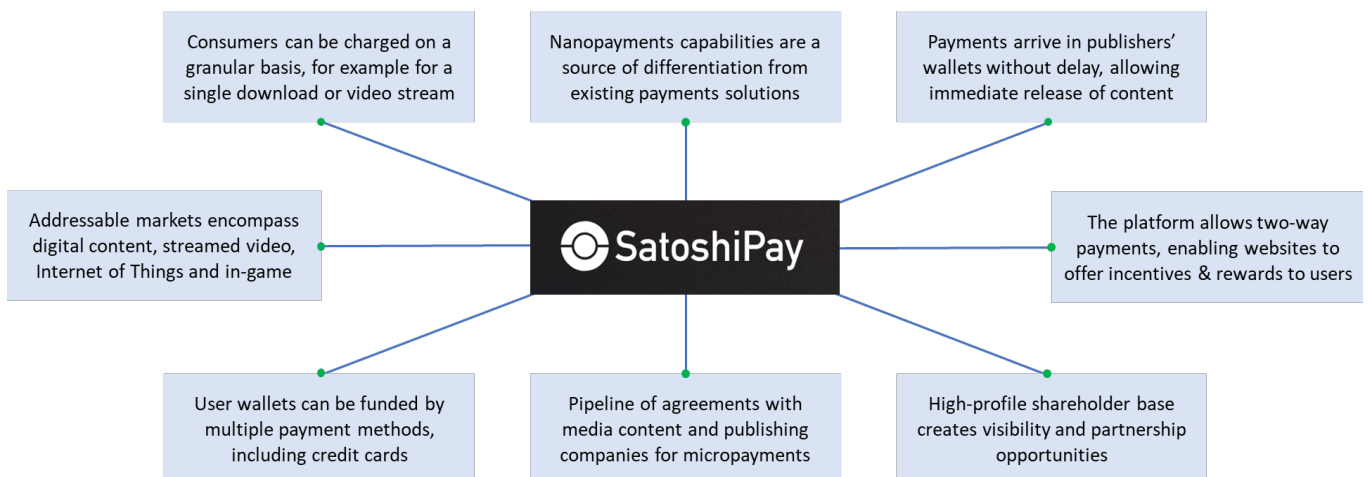 Consumers can be charged on a
granular basis, for example for a
single download or video stream
Nanopayments capabilities are a
source of differentiation from
existing payments solutions
Payments arrive in publishers’
wallets without delay, allowing
immediate release of content
Addressable markets encompass
digital content, streamed video,
Internet of Things and in-game
SatoshiPay
The platform allows two-way
payments, enabling websites to
offer incentives & rewards to users
User wallets can be funded by
multiple payment methods,
including credit cards
Pipeline of agreements with
media content and publishing
companies for micropayments
High-profile shareholder base
creates visibility and partnership
opportunities